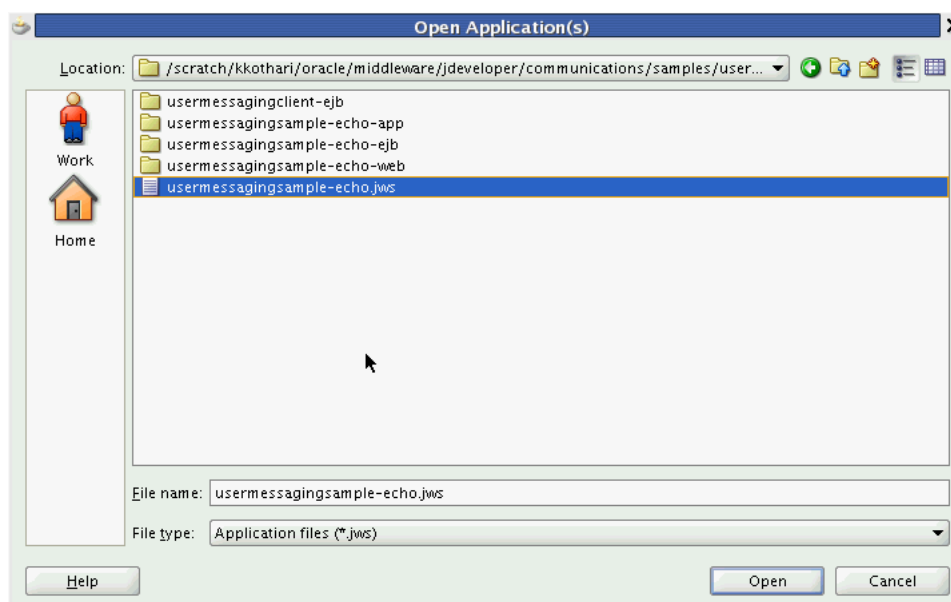 Open Application(s)
Location: /scratch/kkothari/oracle/middleware/jdeveloper/communications/samples/user...
usermessagingclient-ejb
usermessagingsample-echo-app
usermessagingsample-echo-ejb
usermessagingsample-echo-web
usermessagingsample-echo.jws
Work
Home
File name: usermessagingsample-echo.jws
File type: Application files (*.jws)
Help Open Cancel